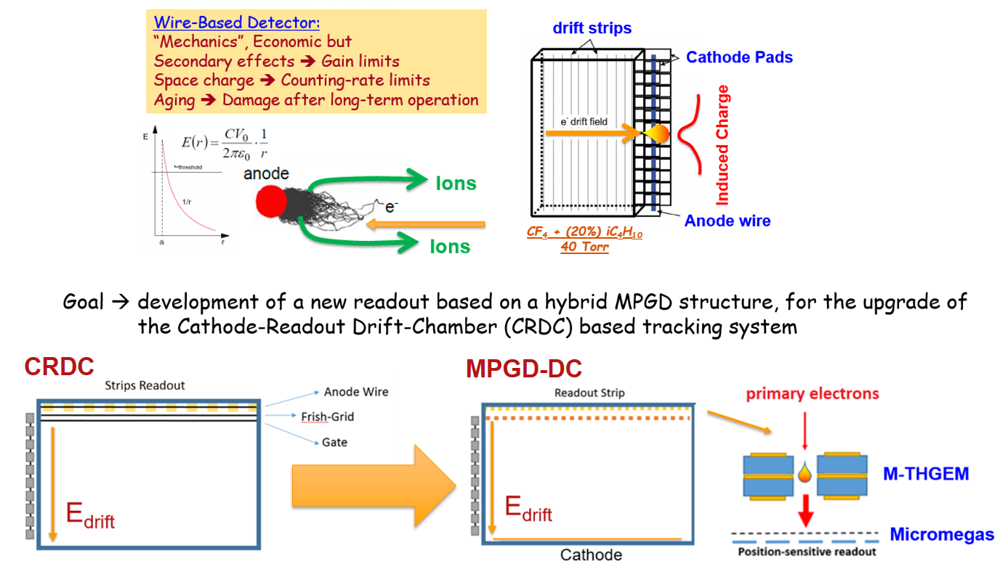 Wire-Based Detector:
“Mechanics”, Economic but
Secondary effects ➔ Gain limits
Space charge ➔ Counting-rate limits
Aging ➔ Damage after long-term operation
E
E(r) = CV₀ / 2πε₀ · 1 / r
threshold
1/r
a
r
anode
Ions
e⁻
Ions
drift strips
Cathode Pads
e⁻ drift field
Induced Charge
Anode wire
CF₄ + (20%) iC₄H₁₀
40 Torr
Goal → development of a new readout based on a hybrid MPGD structure, for the upgrade of
the Cathode-Readout Drift-Chamber (CRDC) based tracking system
CRDC
Strips Readout
Anode Wire
Frish-Grid
Gate
E drift
MPGD-DC
Readout Strip
E drift
Cathode
primary electrons
M-THGEM
Micromegas
Position-sensitive readout